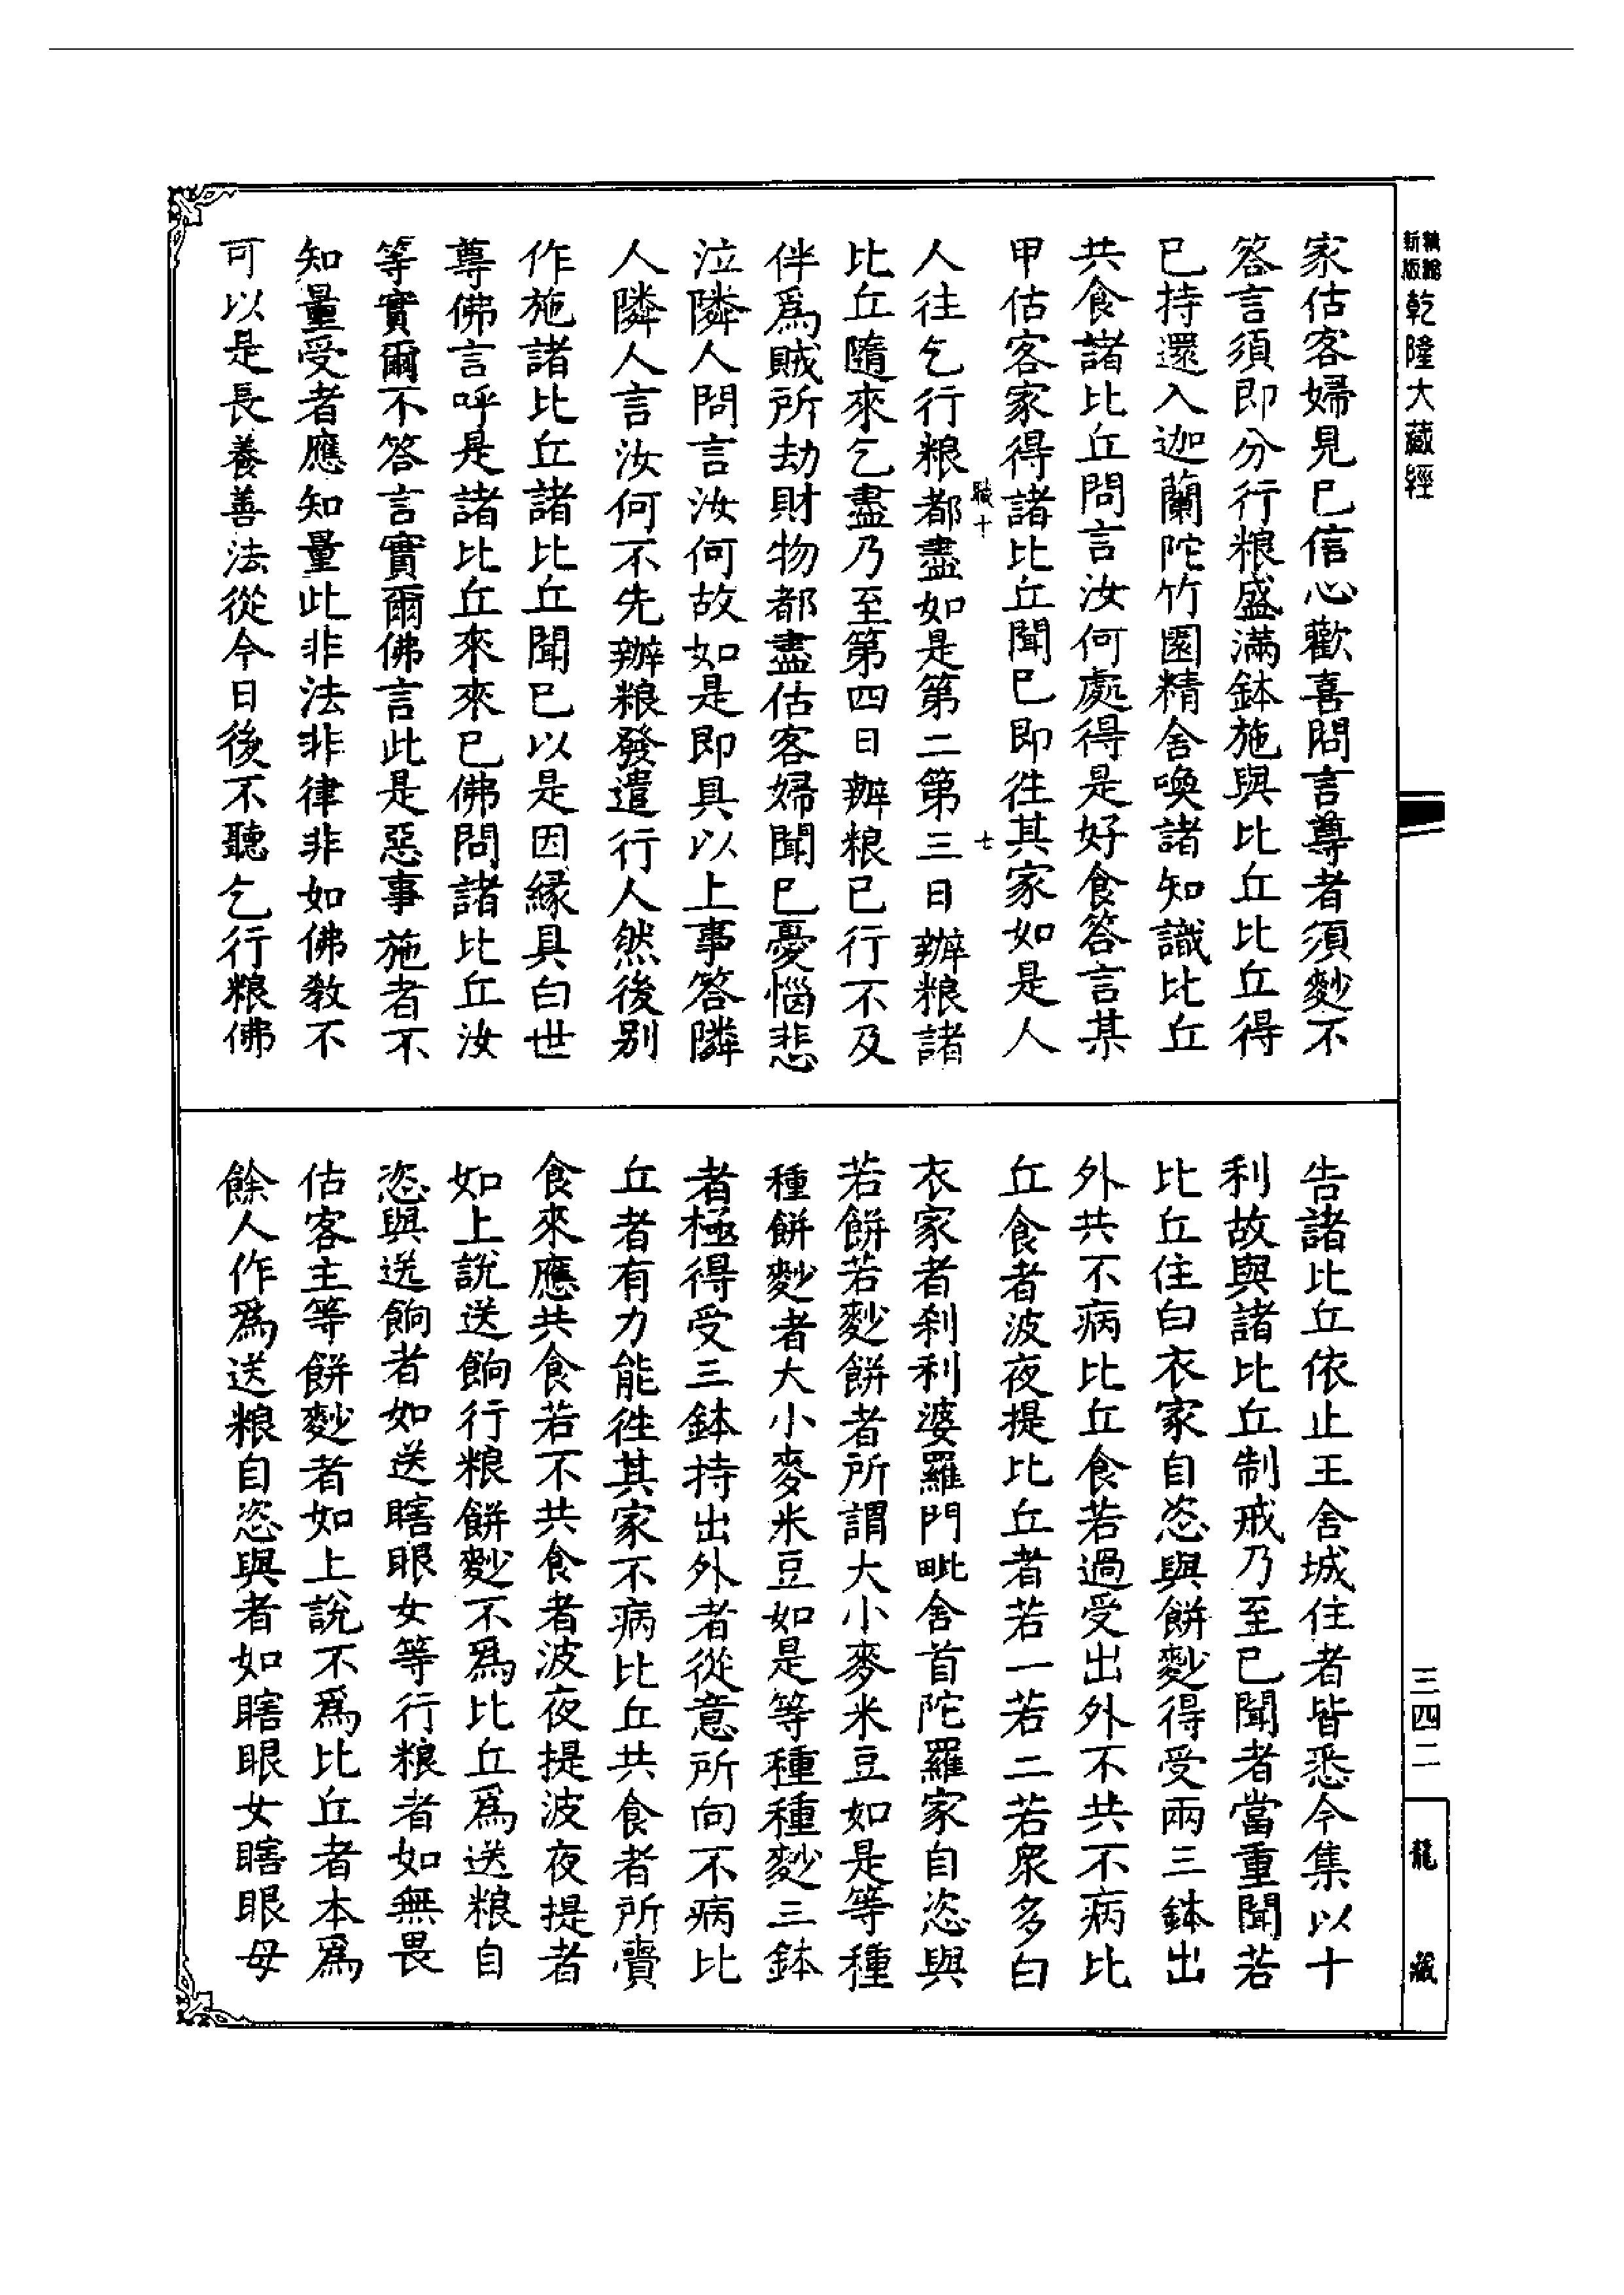 新版精縮乾隆大藏經
家估客婦見已信心歡喜問言尊者須麨不
答言須即分行粮盛滿鉢施與比丘比丘得
已持還入迦蘭陀竹園精舍喚諸知識比丘
共食諸比丘問言汝何處得是好食答言某
甲估客家得諸比丘聞已即往其家如是人
職十
七
人往乞行粮都盡如是第二第三日辦粮諸
比丘隨來乞盡乃至第四日辦粮已行不及
伴爲賊所劫財物都盡估客婦聞已憂惱悲
泣隣人問言汝何故如是即具以上事答隣
人隣人言汝何不先辦粮發遣行人然後別
作施諸比丘諸比丘聞已以是因緣具白世
尊佛言呼是諸比丘來來已佛問諸比丘汝
等實爾不答言實爾佛言此是惡事施者不
知量受者應知量此非法非律非如佛教不
可以是長養善法從今日後不聽乞行粮佛
告諸比丘依止王舍城住者皆悉令集以十
利故與諸比丘制戒乃至已聞者當重聞若
比丘住白衣家自恣與餅麨得受兩三鉢出
外共不病比丘食若過受出外不共不病比
丘食者波夜提比丘者若一若二若衆多白
衣家者刹利婆羅門毗舍首陀羅家自恣與
若餅若麨餅者所謂大小麥米豆如是等種
種餅麨者大小麥米豆如是等種種麨三鉢
者極得受三鉢持出外者從意所向不病比
丘者有力能往其家不病比丘共食者所賷
食來應共食若不共食者波夜提波夜提者
如上說送餉行粮餅麨不爲比丘爲送粮自
恣與送餉者如送瞎眼女等行粮者如無畏
估客主等餅麨者如上說不爲比丘者本爲
餘人作爲送粮自恣與者如瞎眼女瞎眼母
三四二
龍藏